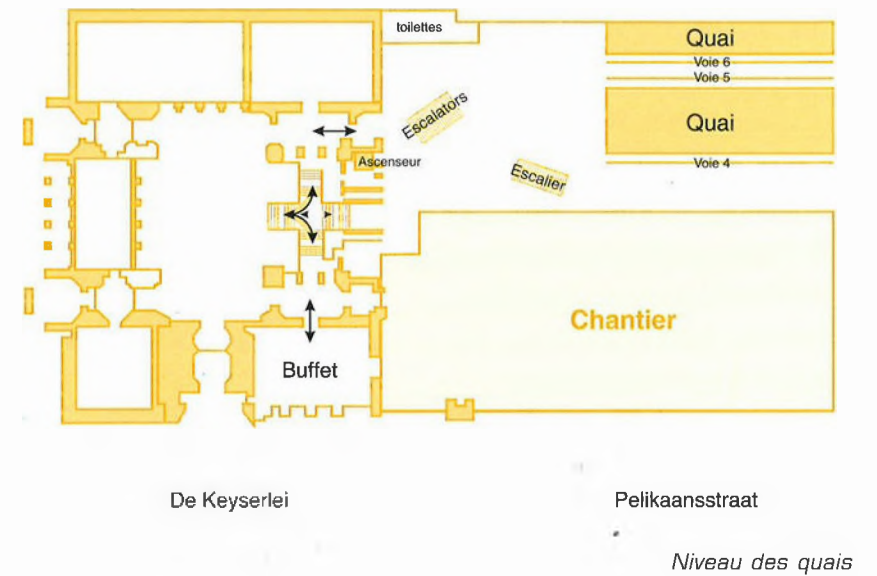 toilettes
Quai
Voie 6
Voie 5
Escalators
Quai
Ascenseur
Voie 4
Escalier
Chantier
Buffet
De Keyserlei
Pelikaansstraat
Niveau des quais